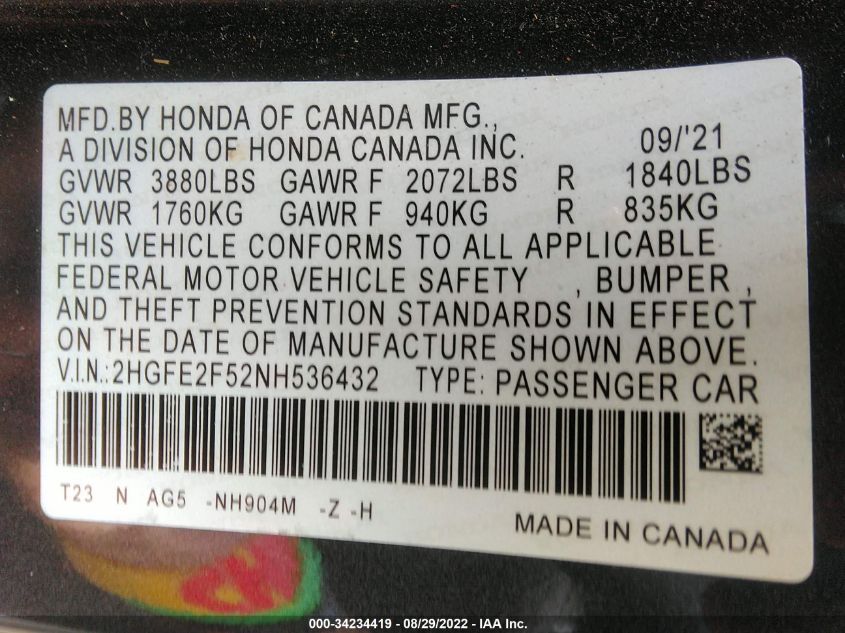 MFD.BY HONDA OF CANADA MFG.,
A DIVISION OF HONDA CANADA INC. 09/'21
GVWR 3880LBS GAWR F 2072LBS R 1840LBS
GVWR 1760KG GAWR F 940KG R 835KG
THIS VEHICLE CONFORMS TO ALL APPLICABLE
FEDERAL MOTOR VEHICLE SAFETY , BUMPER ,
AND THEFT PREVENTION STANDARDS IN EFFECT
ON THE DATE OF MANUFACTURE SHOWN ABOVE.
V.I.N.:2HGFE2F52NH536432 TYPE: PASSENGER CAR
T23 N AG5 -NH904M -Z -H
MADE IN CANADA
000-34234419 - 08/29/2022 - IAA Inc.